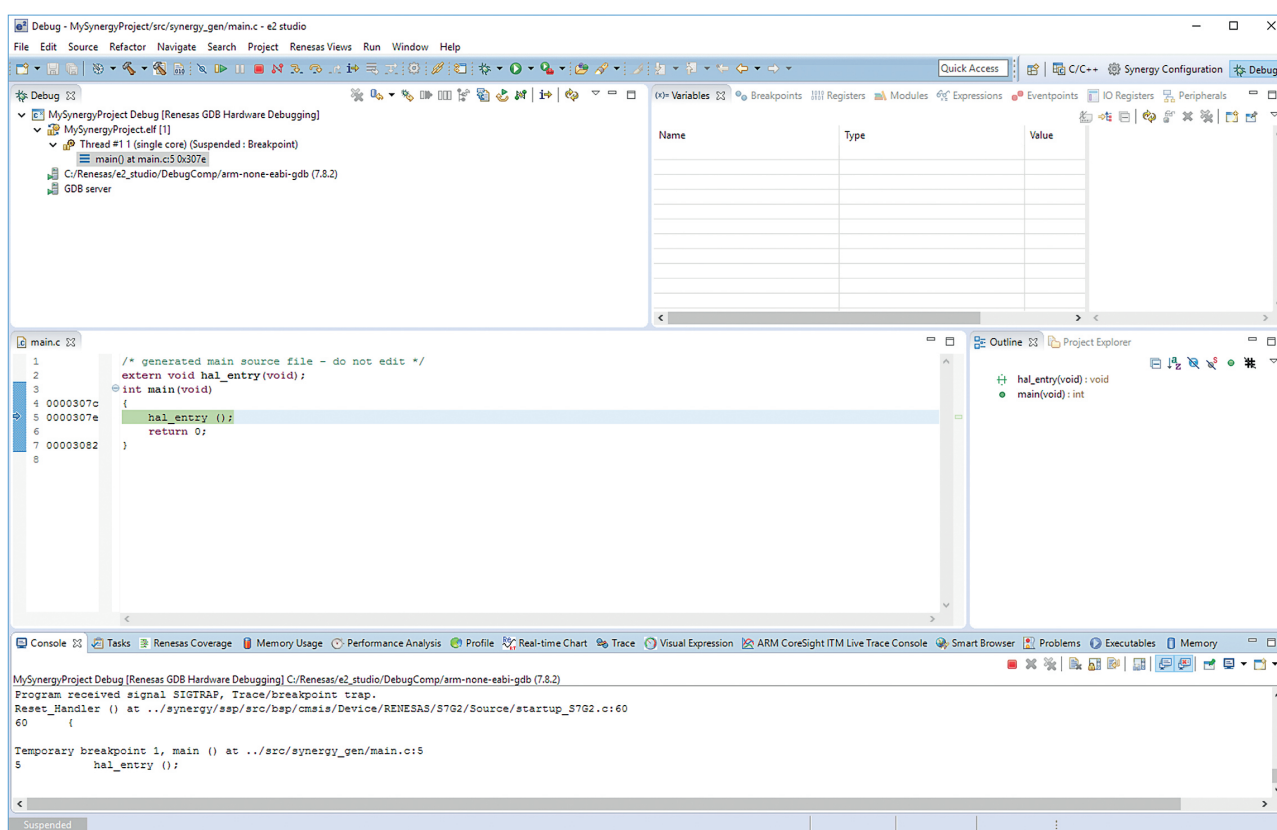 Debug - MySynergyProject/src/synergy_gen/main.c - e2 studio
File Edit Source Refactor Navigate Search Project Renesas Views Run Window Help
Quick Access C/C++ Synergy Configuration Debug
Debug
MySynergyProject Debug [Renesas GDB Hardware Debugging]
MySynergyProject.elf [1]
Thread #1 1 (single core) (Suspended : Breakpoint)
main() at main.c:5 0x307e
C:/Renesas/e2_studio/DebugComp/arm-none-eabi-gdb (7.8.2)
GDB server
(x)= Variables Breakpoints Registers Modules Expressions Eventpoints IO Registers Peripherals
Name Type Value
main.c
1 /* generated main source file - do not edit */
2 extern void hal_entry(void);
3 int main(void)
4 0000307c {
5 0000307e hal_entry ();
6 return 0;
7 00003082 }
8
Outline Project Explorer
hal_entry(void) : void
main(void) : int
Console Tasks Renesas Coverage Memory Usage Performance Analysis Profile Real-time Chart Trace Visual Expression ARM CoreSight ITM Live Trace Console Smart Browser Problems Executables Memory
MySynergyProject Debug [Renesas GDB Hardware Debugging] C:/Renesas/e2_studio/DebugComp/arm-none-eabi-gdb (7.8.2)
Program received signal SIGTRAP, Trace/breakpoint trap.
Reset_Handler () at ../synergy/ssp/src/bsp/cmsis/Device/RENESAS/S7G2/Source/startup_S7G2.c:60
60 {
Temporary breakpoint 1, main () at ../src/synergy_gen/main.c:5
5 hal_entry ();
Suspended